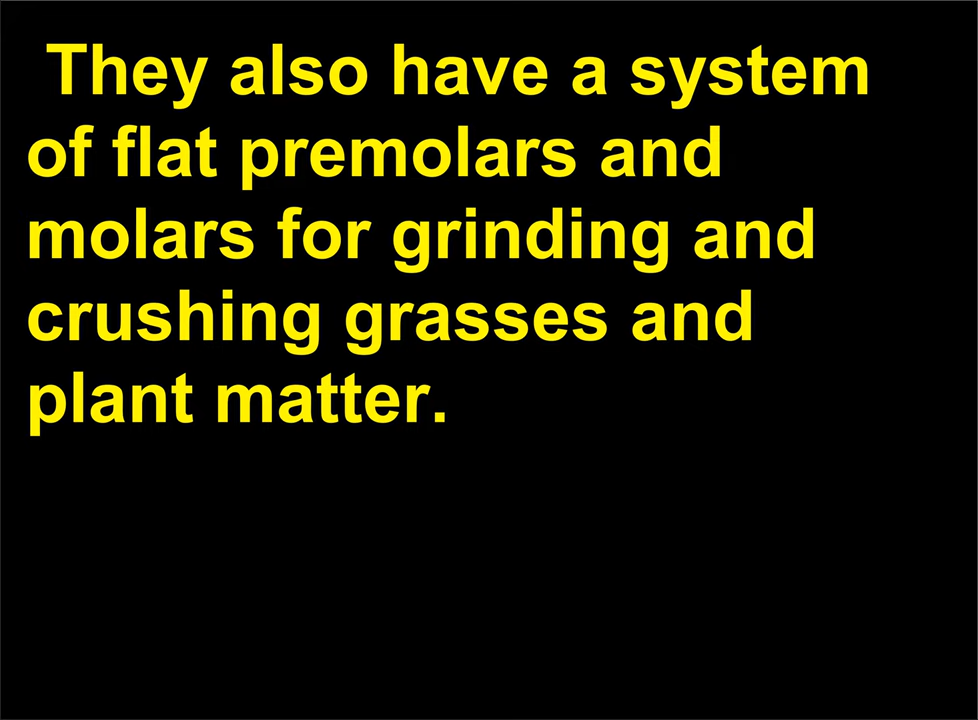 They also have a system
of flat premolars and
molars for grinding and
crushing grasses and
plant matter.